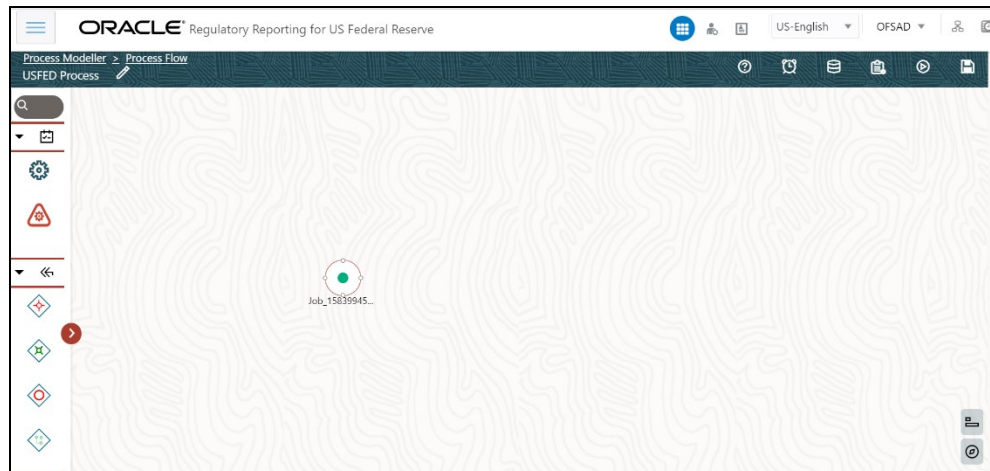 ORACLE® Regulatory Reporting for US Federal Reserve
US-English
OFSAD
Process Modeller > Process Flow
USFED Process
Job_15839945...